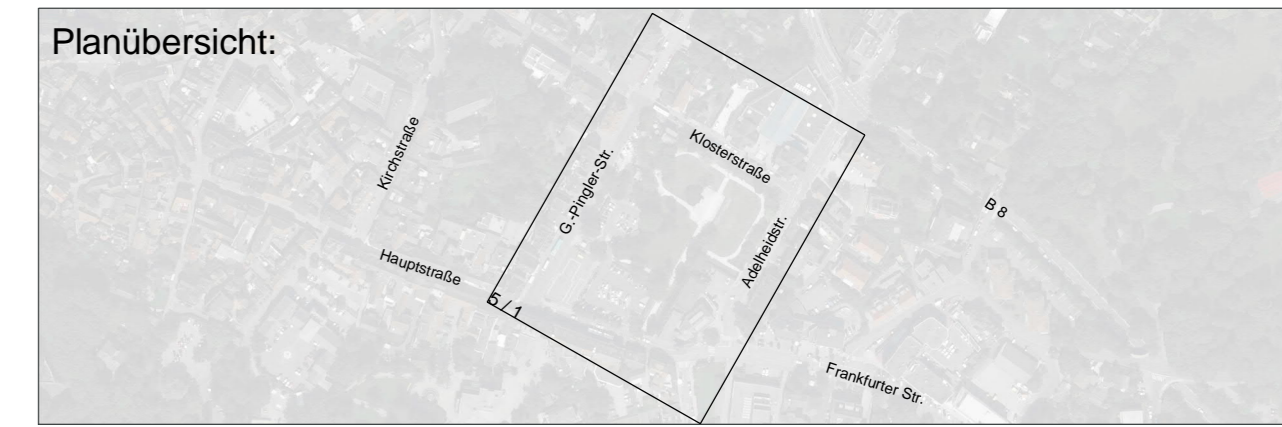 Planübersicht:
Kirchstraße
Klosterstraße
G.-Pingler-Str.
B 8
Adelheidstr.
Hauptstraße
5 / 1
Frankfurter Str.